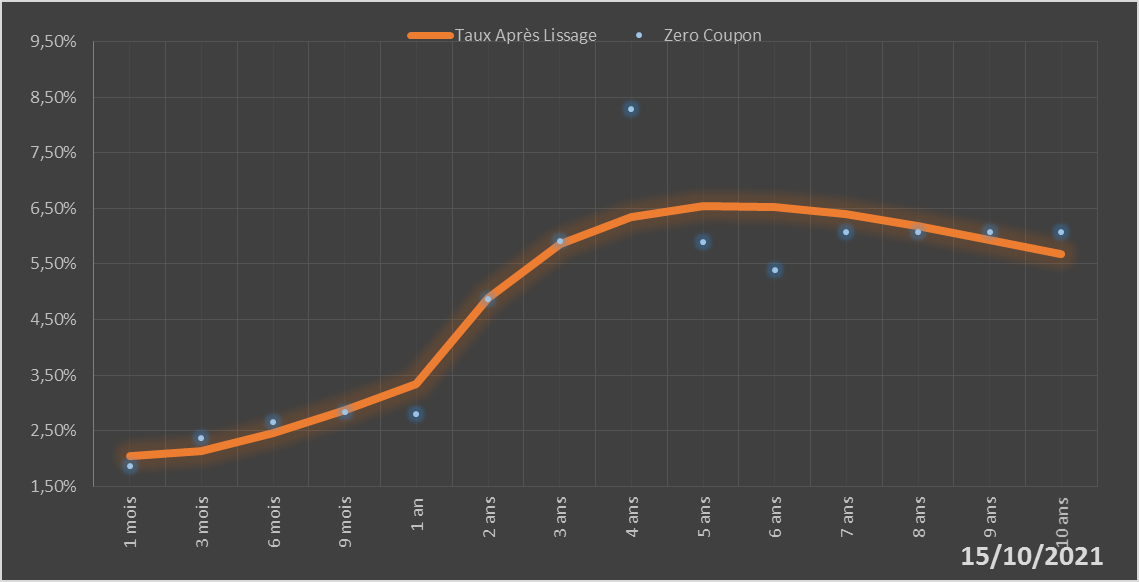 Taux Après Lissage Zero Coupon
9,50%
8,50%
7,50%
6,50%
5,50%
4,50%
3,50%
2,50%
1,50%
1 mois
3 mois
6 mois
9 mois
1 an
2 ans
3 ans
4 ans
5 ans
6 ans
7 ans
8 ans
9 ans
10 ans
15/10/2021